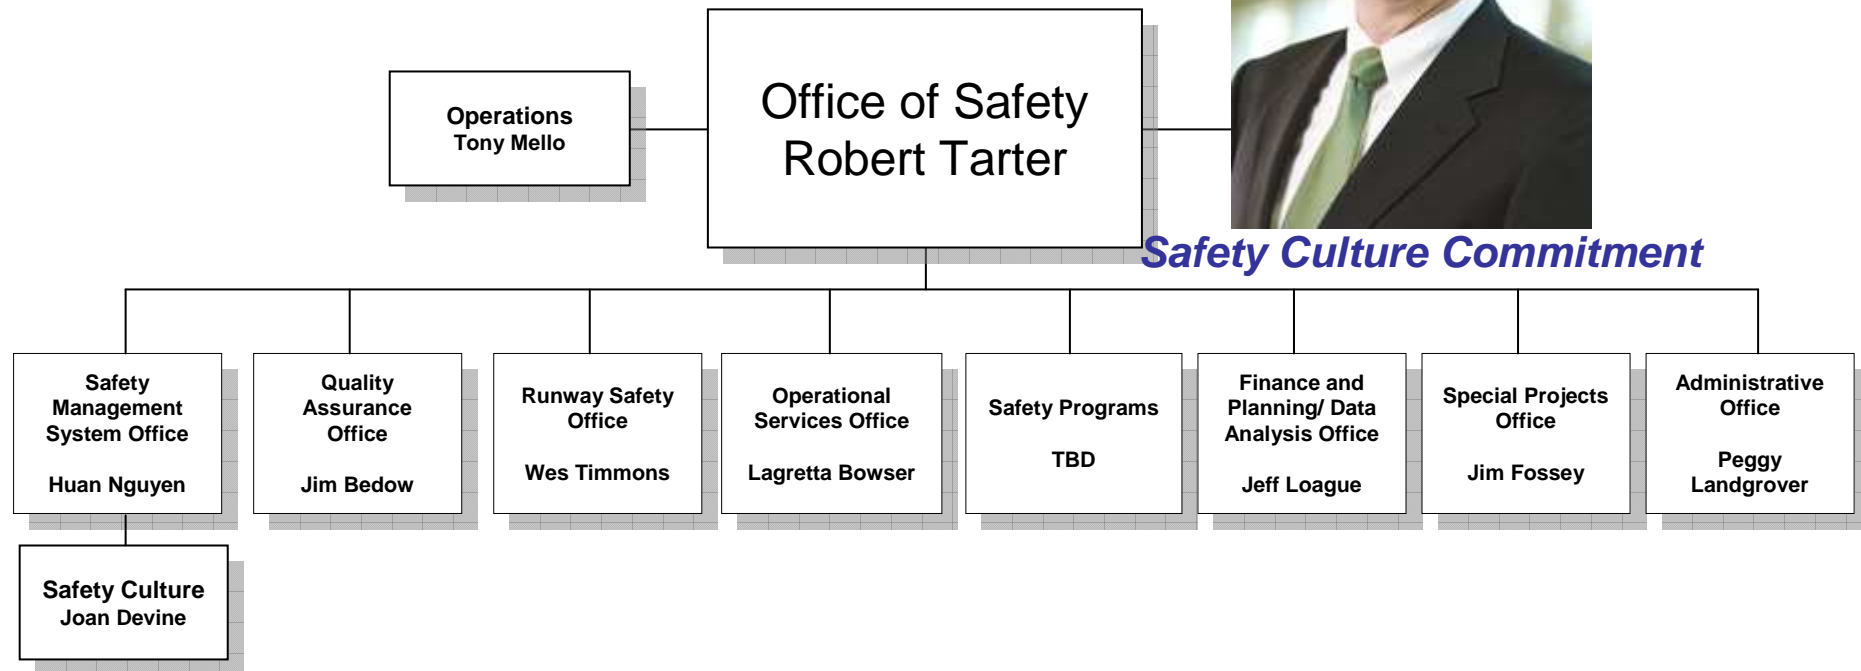 Office of Safety
Robert Tarter
Operations
Tony Mello
Safety Culture Commitment
Safety
Management
System Office
Huan Nguyen
Quality
Assurance
Office
Jim Bedow
Runway Safety
Office
Wes Timmons
Operational
Services Office
Lagretta Bowser
Safety Programs
TBD
Finance and
Planning/ Data
Analysis Office
Jeff Loague
Special Projects
Office
Jim Fossey
Administrative
Office
Peggy
Landgrover
Safety Culture
Joan Devine